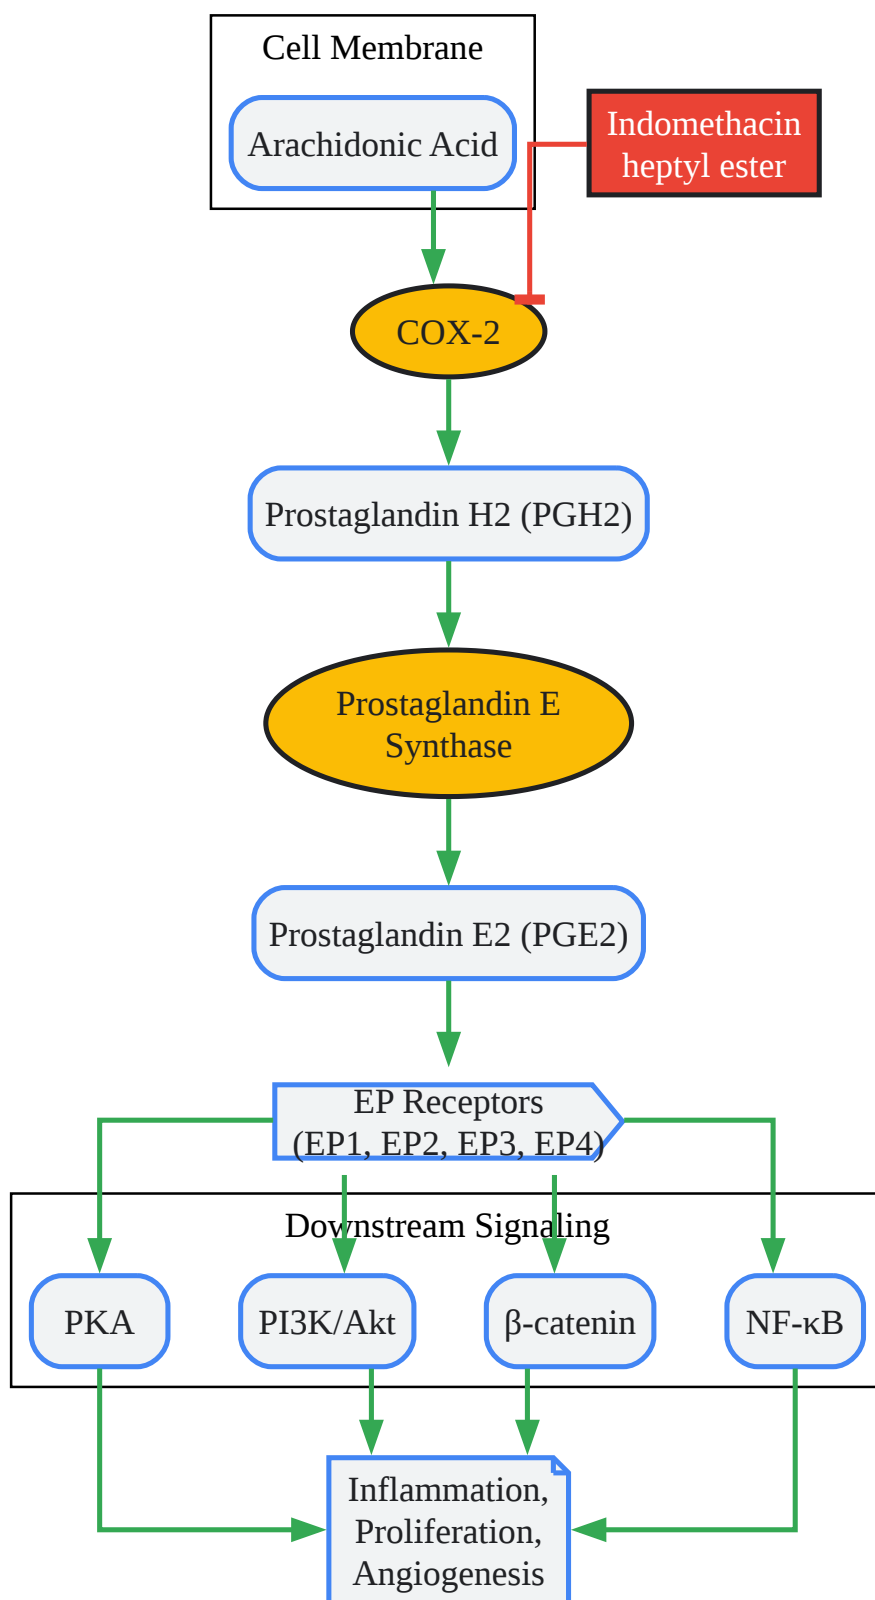 Cell Membrane
Arachidonic Acid
Indomethacin
heptyl ester
COX-2
Prostaglandin H2 (PGH2)
Prostaglandin E
Synthase
Prostaglandin E2 (PGE2)
EP Receptors
(EP1, EP2, EP3, EP4)
Downstream Signaling
PKA
PI3K/Akt
β-catenin
NF-κB
Inflammation,
Proliferation,
Angiogenesis